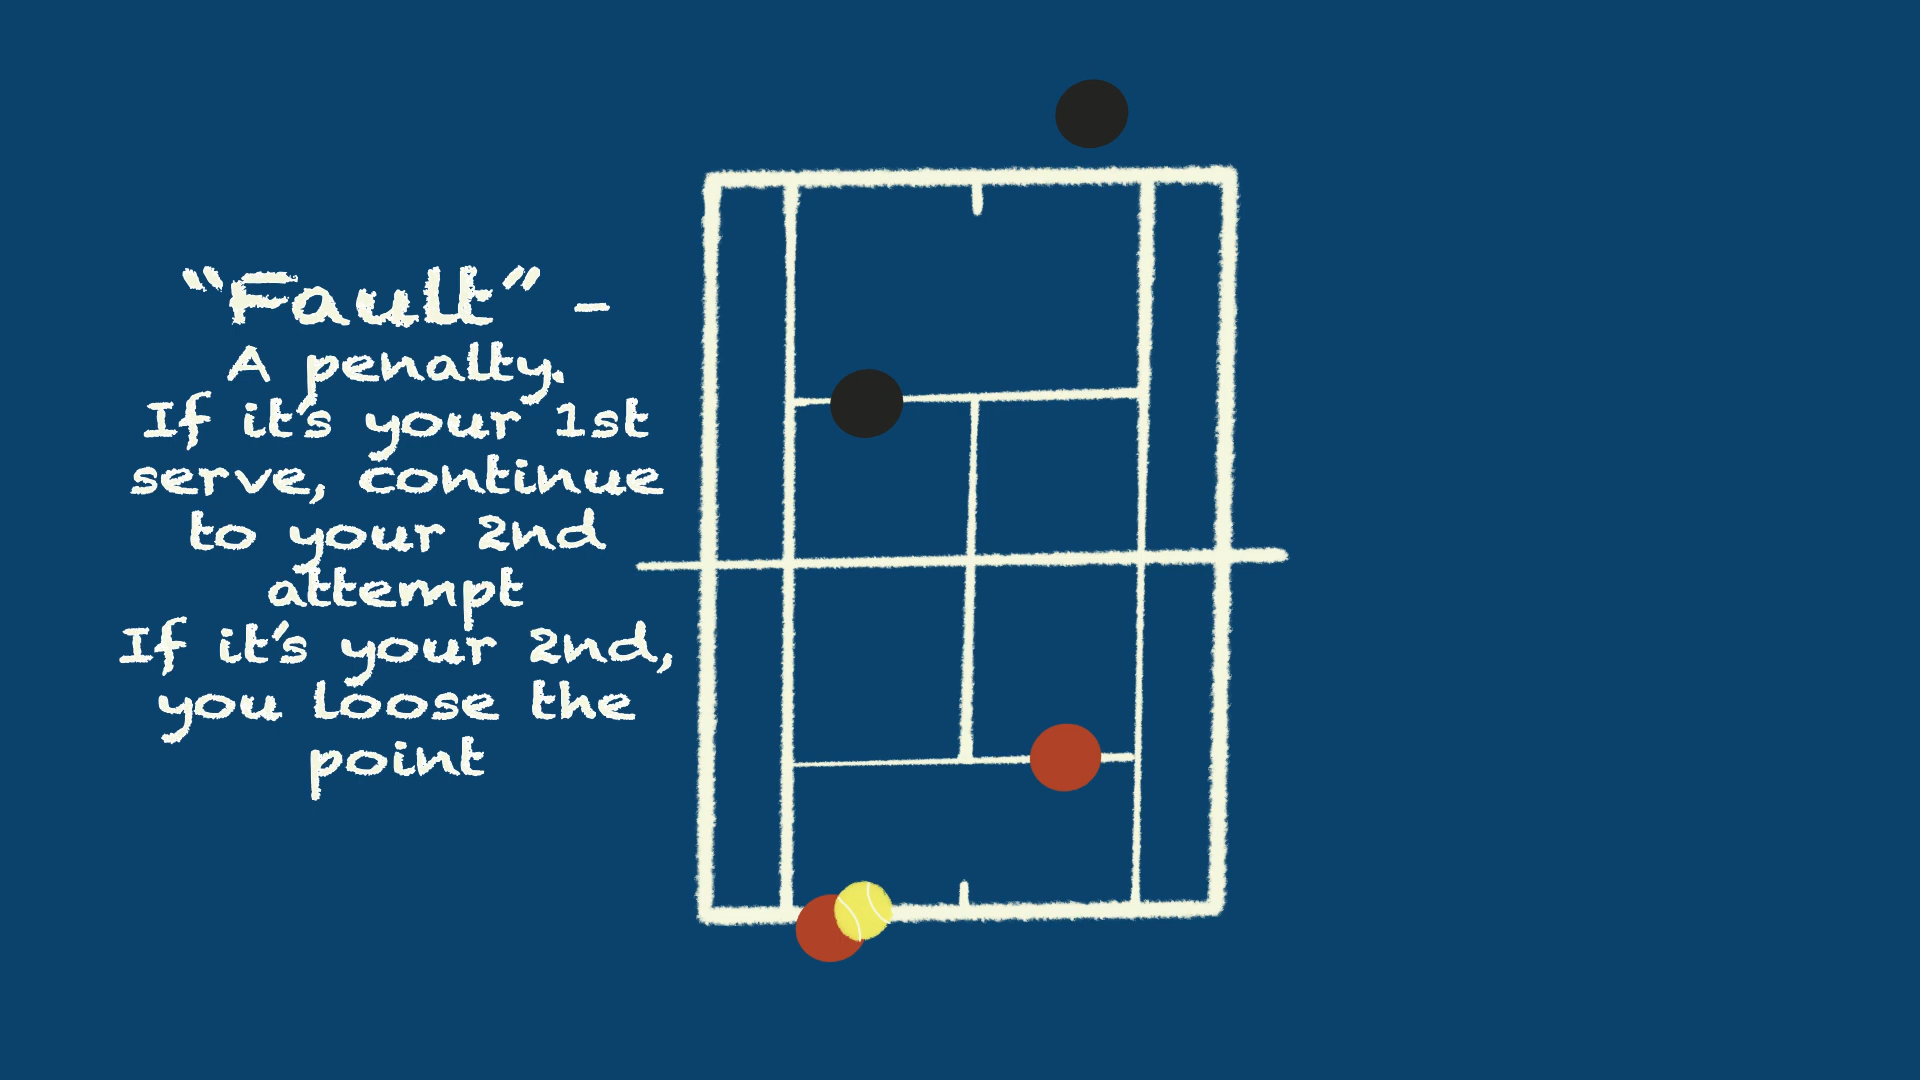 “Fault” -
A penalty.
If it’s your 1st
serve, continue
to your 2nd
attempt
If it’s your 2nd,
you loose the
point